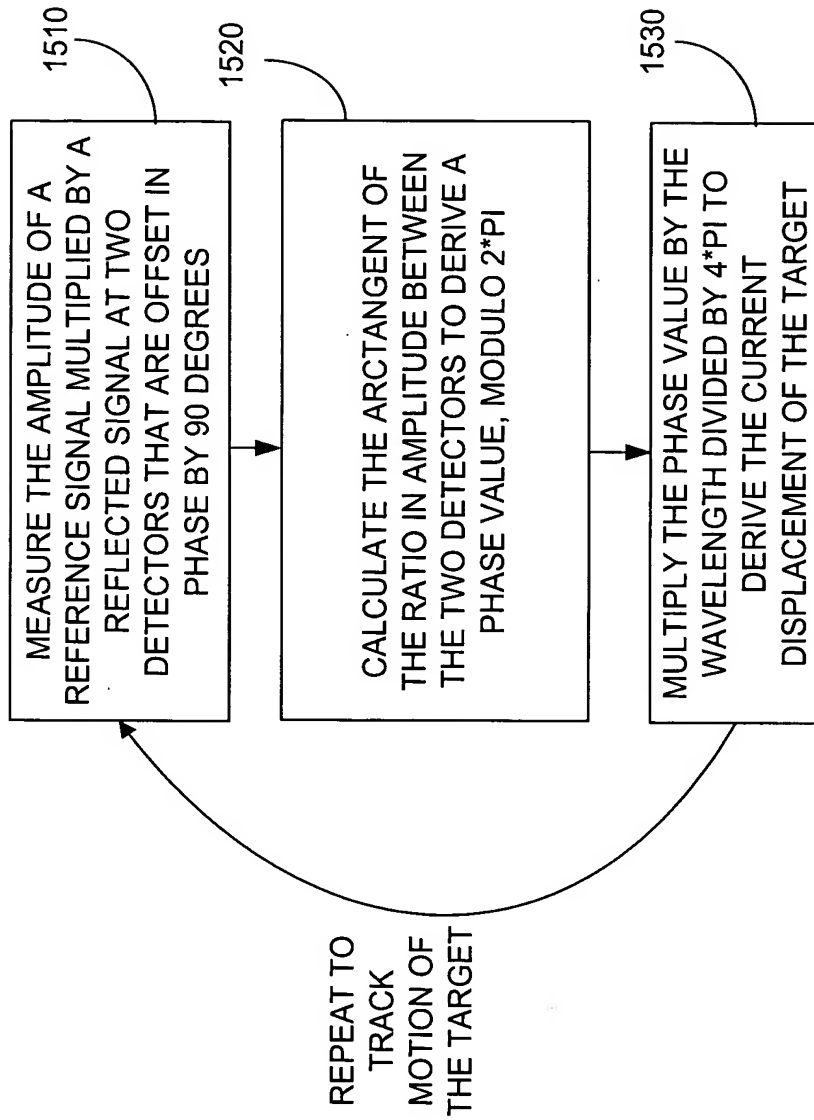 1510
MEASURE THE AMPLITUDE OF A
REFERENCE SIGNAL MULTIPLIED BY A
REFLECTED SIGNAL AT TWO
DETECTORS THAT ARE OFFSET IN
PHASE BY 90 DEGREES
1520
CALCULATE THE ARCTANGENT OF
THE RATIO IN AMPLITUDE BETWEEN
THE TWO DETECTORS TO DERIVE A
PHASE VALUE, MODULO 2*PI
1530
MULTIPLY THE PHASE VALUE BY THE
WAVELENGTH DIVIDED BY 4*PI TO
DERIVE THE CURRENT
DISPLACEMENT OF THE TARGET
REPEAT TO
TRACK
MOTION OF
THE TARGET